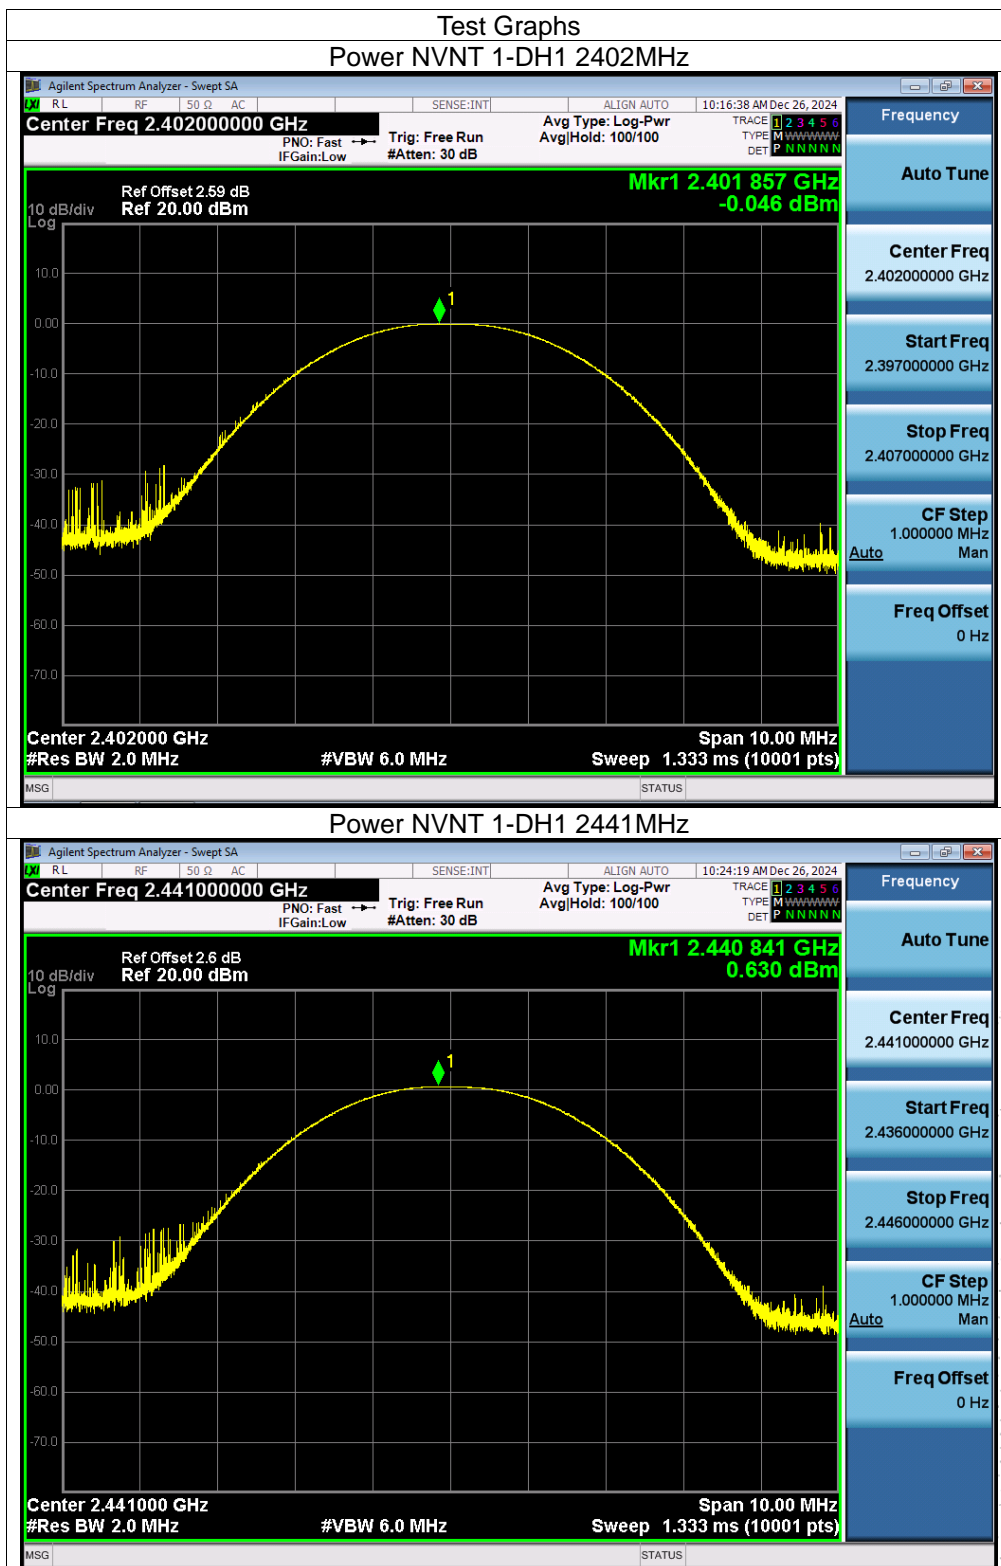 Test Graphs
Power NVNT 1-DH1 2402MHz
Agilent Spectrum Analyzer - Swept SA
LXI RL RF 50 Ω AC SENSE:INT ALIGN AUTO 10:16:38 AM Dec 26, 2024
Center Freq 2.402000000 GHz Avg Type: Log-Pwr TRACE 1 2 3 4 5 6 Frequency
PNO: Fast Trig: Free Run Avg|Hold: 100/100 TYPE M WWWWW
IFGain:Low #Atten: 30 dB DET P N N N N N
Auto Tune
Mkr1 2.401 857 GHz
Ref Offset 2.59 dB -0.046 dBm
10 dB/div Ref 20.00 dBm
Log
Center Freq
2.402000000 GHz
10.0
0.00
Start Freq
2.397000000 GHz
1
-10.0
-20.0
Stop Freq
2.407000000 GHz
-30.0
-40.0
CF Step
1.000000 MHz
Auto Man
-50.0
-60.0
Freq Offset
0 Hz
-70.0
Center 2.402000 GHz Span 10.00 MHz
#Res BW 2.0 MHz #VBW 6.0 MHz Sweep 1.333 ms (10001 pts)
MSG STATUS
Power NVNT 1-DH1 2441MHz
Agilent Spectrum Analyzer - Swept SA
LXI RL RF 50 Ω AC SENSE:INT ALIGN AUTO 10:24:19 AM Dec 26, 2024
Center Freq 2.441000000 GHz Avg Type: Log-Pwr TRACE 1 2 3 4 5 6 Frequency
PNO: Fast Trig: Free Run Avg|Hold: 100/100 TYPE M WWWWW
IFGain:Low #Atten: 30 dB DET P N N N N N
Auto Tune
Mkr1 2.440 841 GHz
Ref Offset 2.6 dB 0.630 dBm
10 dB/div Ref 20.00 dBm
Log
Center Freq
2.441000000 GHz
10.0
1
0.00
Start Freq
2.436000000 GHz
-10.0
-20.0
Stop Freq
2.446000000 GHz
-30.0
-40.0
CF Step
1.000000 MHz
Auto Man
-50.0
-60.0
Freq Offset
0 Hz
-70.0
Center 2.441000 GHz Span 10.00 MHz
#Res BW 2.0 MHz #VBW 6.0 MHz Sweep 1.333 ms (10001 pts)
MSG STATUS